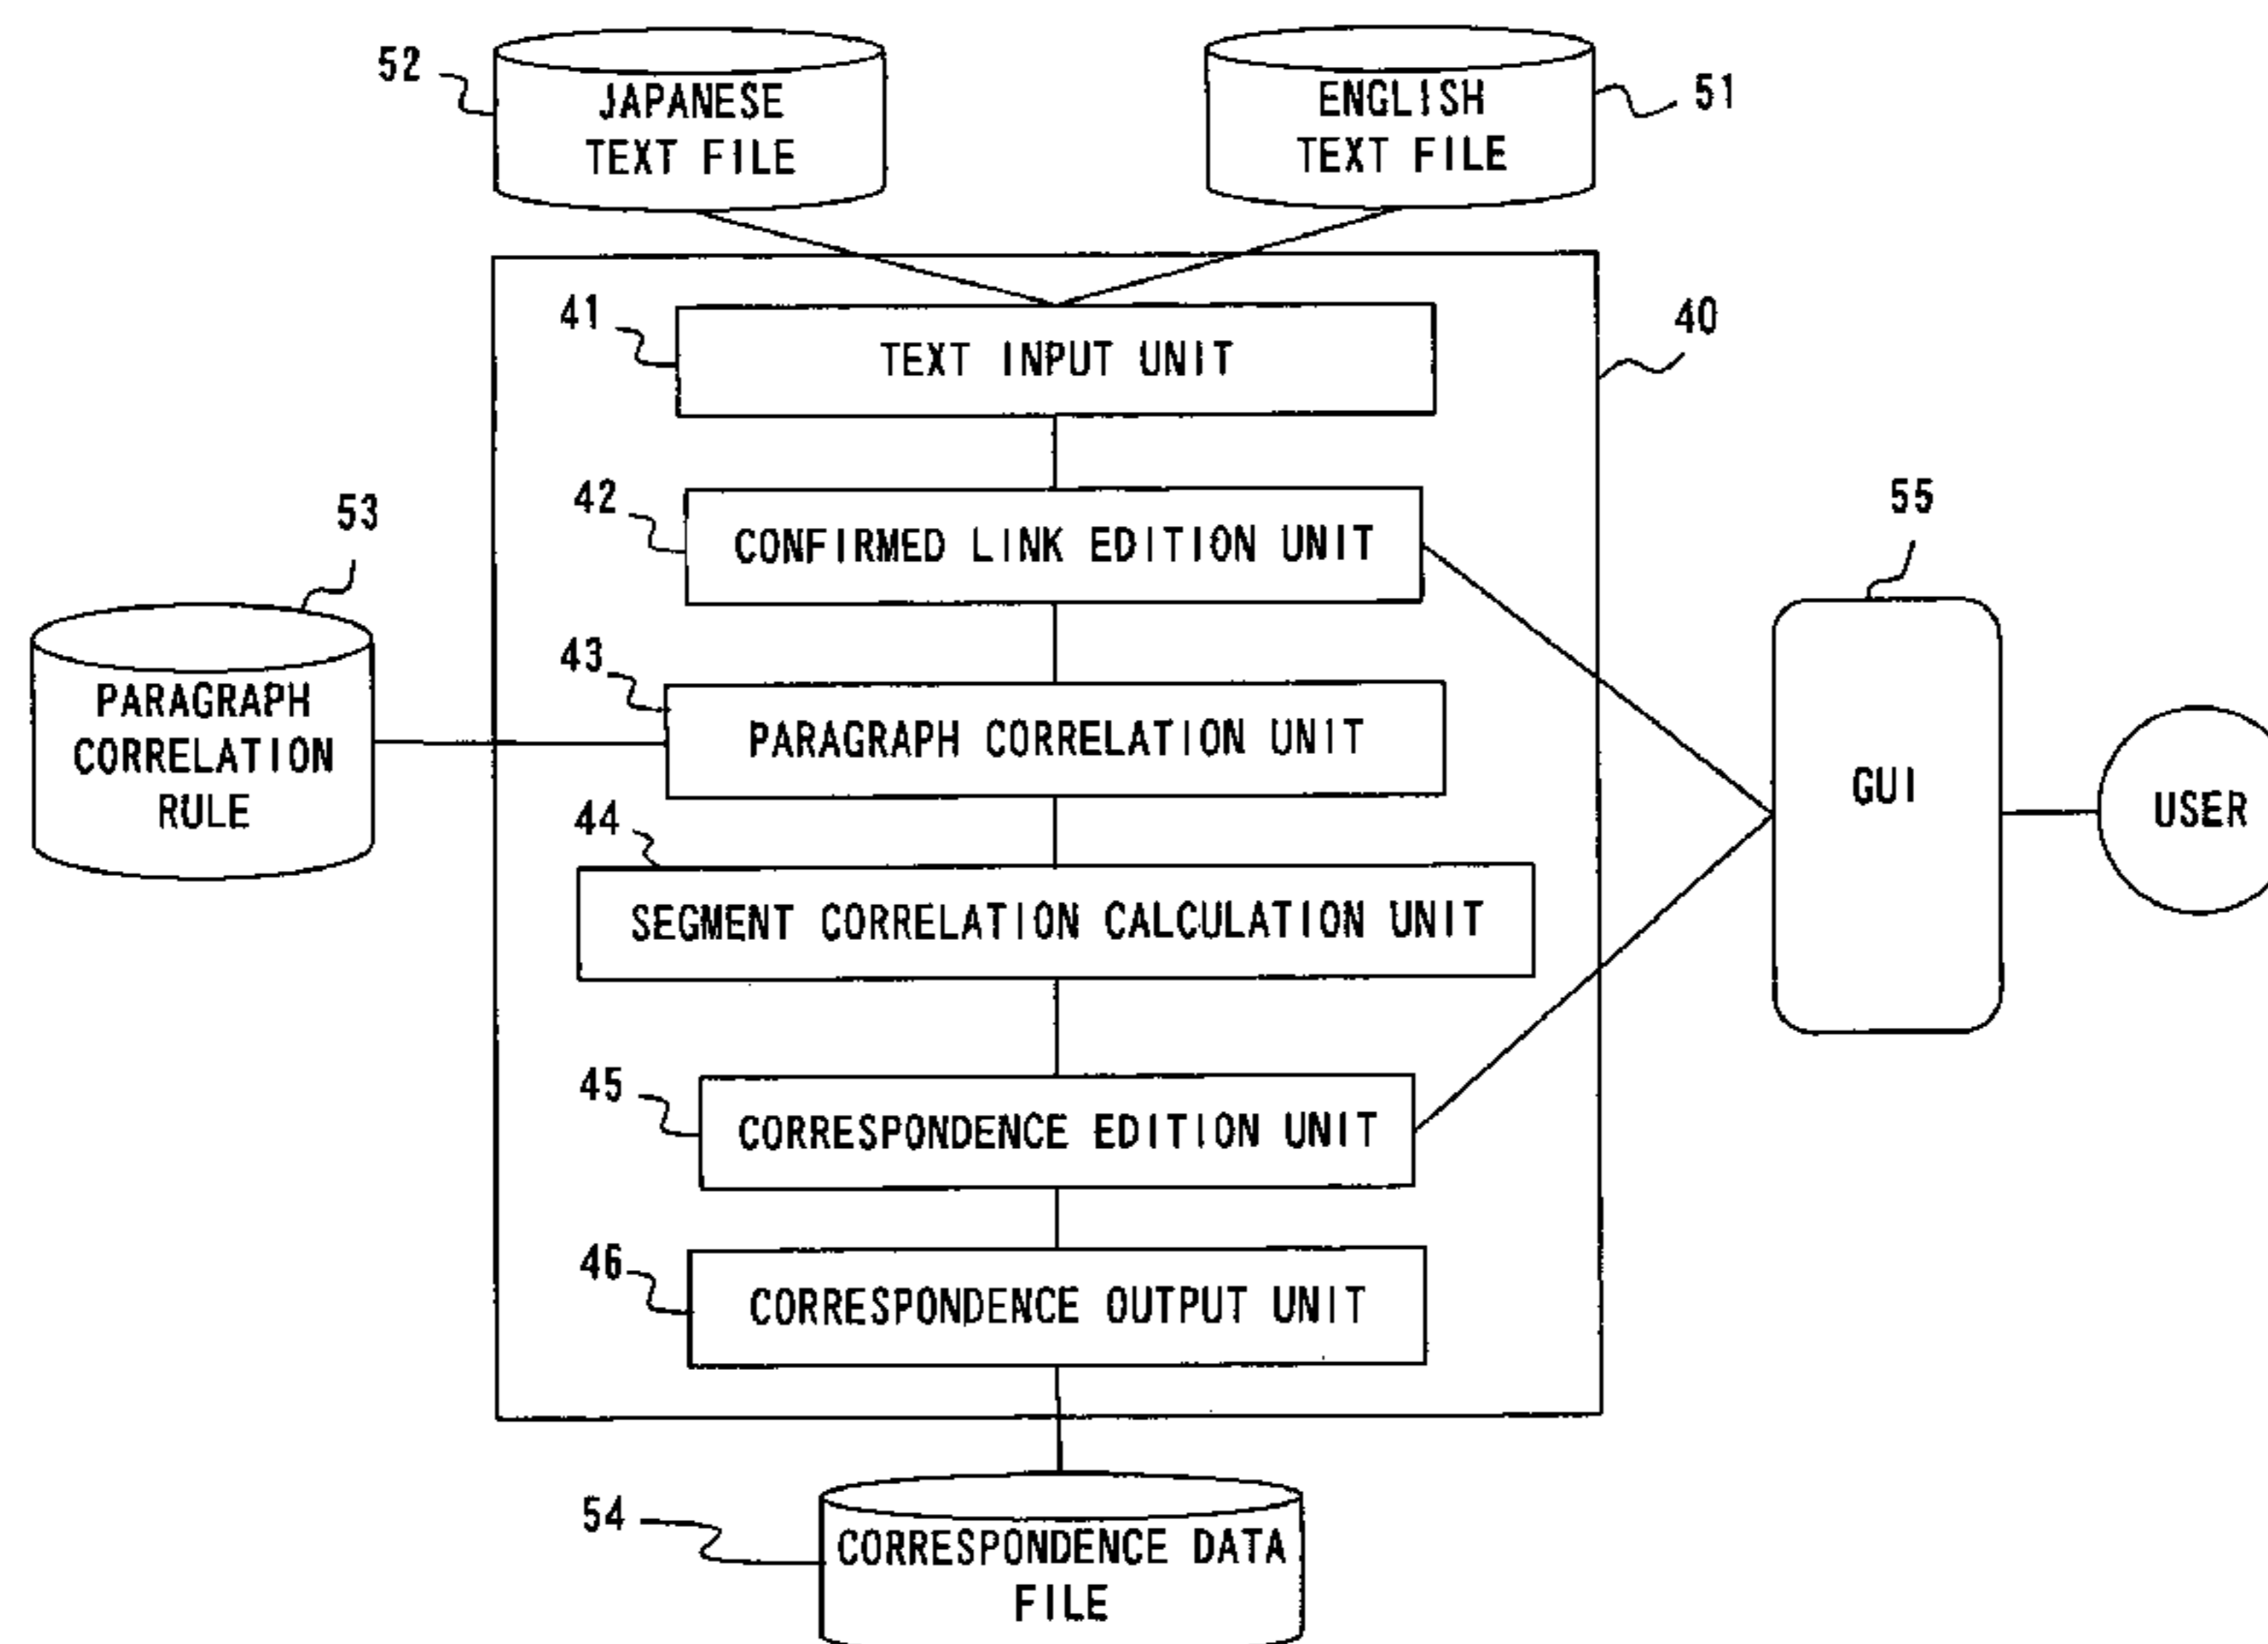 52
JAPANESE
TEXT FILE
ENGLISH
TEXT FILE
51
41
TEXT INPUT UNIT
40
42
CONFIRMED LINK EDITION UNIT
55
53
PARAGRAPH
CORRELATION
RULE
43
PARAGRAPH CORRELATION UNIT
GUI
USER
44
SEGMENT CORRELATION CALCULATION UNIT
45
CORRESPONDENCE EDITION UNIT
46
CORRESPONDENCE OUTPUT UNIT
54
CORRESPONDENCE DATA
FILE